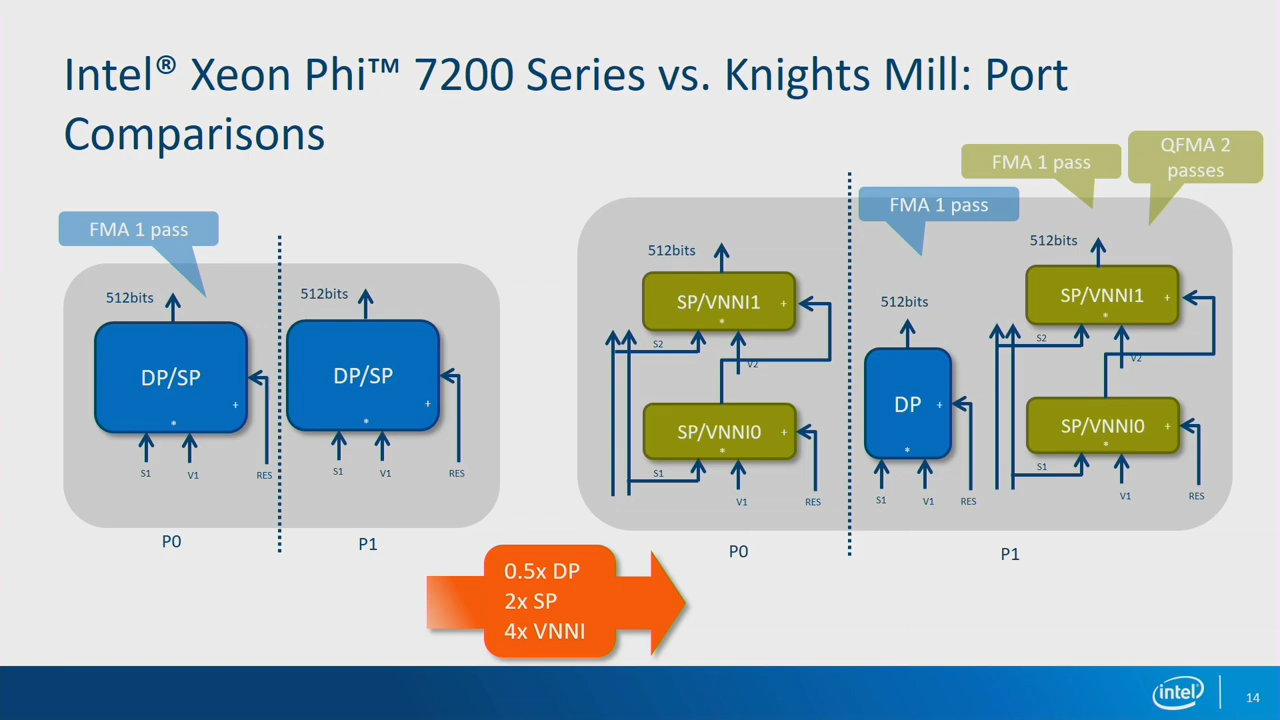 Intel® Xeon Phi™ 7200 Series vs. Knights Mill: Port
Comparisons
FMA 1 pass
512bits
DP/SP
+
*
S1
V1
RES
P0
512bits
DP/SP
+
*
S1
V1
RES
P1
512bits
SP/VNNI1
+
*
S2
V2
SP/VNNI0
+
*
S1
V1
RES
P0
FMA 1 pass
512bits
DP
+
*
S1
V1
RES
FMA 1 pass
QFMA 2
passes
512bits
SP/VNNI1
+
*
S2
V2
SP/VNNI0
+
*
S1
V1
RES
P1
0.5x DP
2x SP
4x VNNI
intel
14